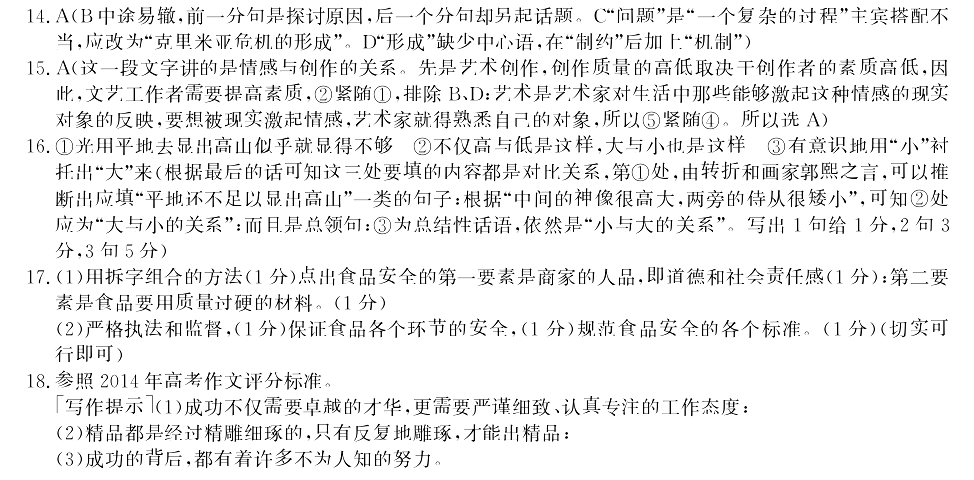 14. A(B中途易辙,前一分句是探讨原因,后一个分句却另起话题。C“问题”是“一个复杂的过程”主宾搭配不
当,应改为“克里米亚危机的形成”。D“形成”缺少中心语,在“制约”后加上“机制”)
15. A(这一段文字讲的是情感与创作的关系。先是艺术创作,创作质量的高低取决于创作者的素质高低,因
此,文艺工作者需要提高素质,②紧随①,排除B、D;艺术是艺术家对生活中那些能够激起这种情感的现实
对象的反映,要想被现实激起情感,艺术家就得熟悉自己的对象,所以⑤紧随④。所以选A)
16. ①光用平地去显出高山似乎就显得不够 ②不仅高与低是这样,大与小也是这样 ③有意识地用“小”衬
托出“大”来(根据最后的话可知这三处要填的内容都是对比关系,第①处,由转折和画家郭熙之言,可以推
断出应填“平地还不足以显出高山”一类的句子;根据“中间的神像很高大,两旁的侍从很矮小”,可知②处
应为“大与小的关系”;而且是总领句;③为总结性话语,依然是“小与大的关系”。写出1句给1分,2句3
分,3句5分)
17. (1)用拆字组合的方法(1分)点出食品安全的第一要素是商家的人品,即道德和社会责任感(1分);第二要
素是食品要用质量过硬的材料。(1分)
(2)严格执法和监督,(1分)保证食品各个环节的安全,(1分)规范食品安全的各个标准。(1分)(切实可
行即可)
18. 参照2014年高考作文评分标准。
[写作提示](1)成功不仅需要卓越的才华,更需要严谨细致、认真专注的工作态度;
(2)精品都是经过精雕细琢的,只有反复地雕琢,才能出精品;
(3)成功的背后,都有着许多不为人知的努力。